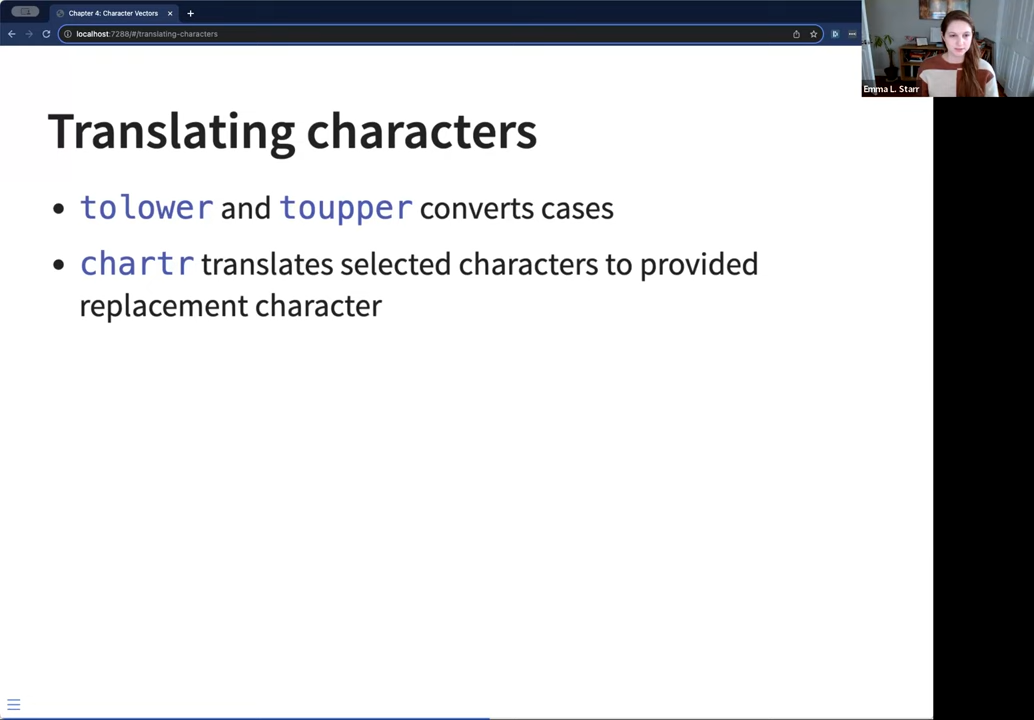 Chapter 4: Character Vectors
localhost:7288/#/translating-characters
Emma L. Starr
Translating characters
• tolower and toupper converts cases
• chartr translates selected characters to provided
replacement character